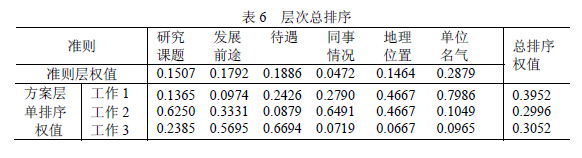 表 6 层次总排序
准则 研究课题 发展前途 待遇 同事情况 地理位置 单位名气 总排序权值
准则层权值 0.1507 0.1792 0.1886 0.0472 0.1464 0.2879
方案层单排序权值 工作 1 0.1365 0.0974 0.2426 0.2790 0.4667 0.7986 0.3952
工作 2 0.6250 0.3331 0.0879 0.6491 0.4667 0.1049 0.2996
工作 3 0.2385 0.5695 0.6694 0.0719 0.0667 0.0965 0.3052